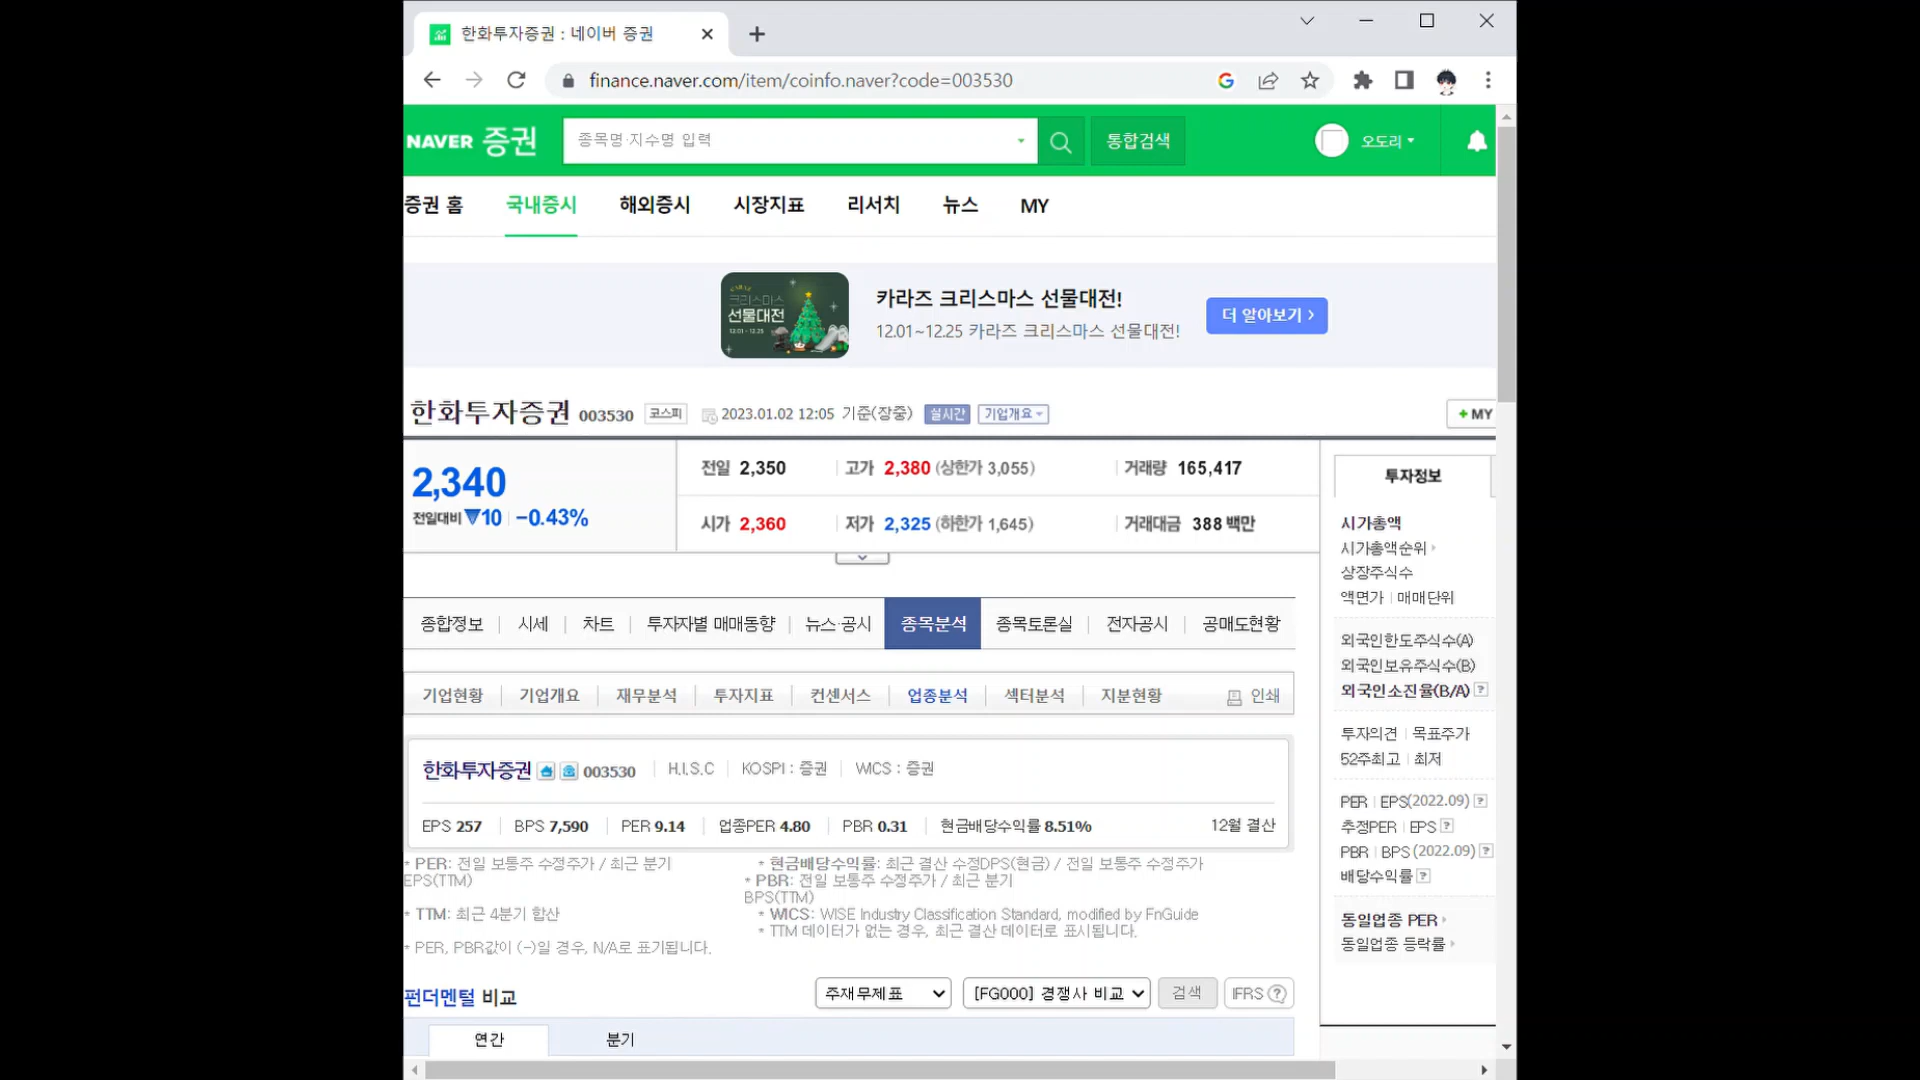 한화투자증권 : 네이버 증권
finance.naver.com/item/coinfo.naver?code=003530
NAVER 증권
종목명·지수명 입력
통합검색
오도리
증권 홈 국내증시 해외증시 시장지표 리서치 뉴스 MY
크리스마스
선물대전
12.01 - 12.25
카라즈 크리스마스 선물대전!
12.01~12.25 카라즈 크리스마스 선물대전!
더 알아보기 >
한화투자증권 003530 코스피 2023.01.02 12:05 기준(장중) 실시간 기업개요
+ MY
2,340
전일대비 ▼10 -0.43%
전일 2,350 고가 2,380 (상한가 3,055) 거래량 165,417
시가 2,360 저가 2,325 (하한가 1,645) 거래대금 388 백만
종합정보 시세 차트 투자자별 매매동향 뉴스·공시 종목분석 종목토론실 전자공시 공매도현황
기업현황 기업개요 재무분석 투자지표 컨센서스 업종분석 섹터분석 지분현황 인쇄
한화투자증권 003530 H.I.S.C KOSPI : 증권 WICS : 증권
EPS 257 BPS 7,590 PER 9.14 업종PER 4.80 PBR 0.31 현금배당수익률 8.51% 12월 결산
* PER: 전일 보통주 수정주가 / 최근 분기
EPS(TTM)
* TTM: 최근 4분기 합산
* PER, PBR값이 (-)일 경우, N/A로 표기됩니다.
* 현금배당수익률: 최근 결산 수정DPS(현금) / 전일 보통주 수정주가
* PBR: 전일 보통주 수정주가 / 최근 분기
BPS(TTM)
* WICS: WISE Industry Classification Standard, modified by FnGuide
* TTM 데이터가 없는 경우, 최근 결산 데이터로 표시됩니다.
펀더멘털 비교
주재무제표 [FG000] 경쟁사 비교 검색 IFRS ?
연간 분기
투자정보
시가총액
시가총액순위
상장주식수
액면가 | 매매단위
외국인한도주식수(A)
외국인보유주식수(B)
외국인소진율(B/A) ?
투자의견 | 목표주가
52주최고 | 최저
PER | EPS(2022.09) ?
추정PER | EPS ?
PBR | BPS (2022.09) ?
배당수익률 ?
동일업종 PER
동일업종 등락률